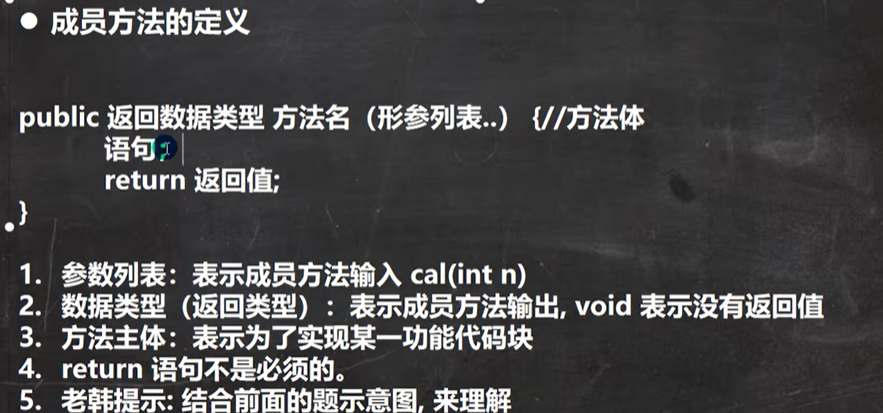 ● 成员方法的定义
public 返回数据类型 方法名（形参列表..） {//方法体
语句;
return 返回值;
}
1. 参数列表：表示成员方法输入 cal(int n)
2. 数据类型（返回类型）：表示成员方法输出, void 表示没有返回值
3. 方法主体：表示为了实现某一功能代码块
4. return 语句不是必须的。
5. 老韩提示: 结合前面的题示意图, 来理解